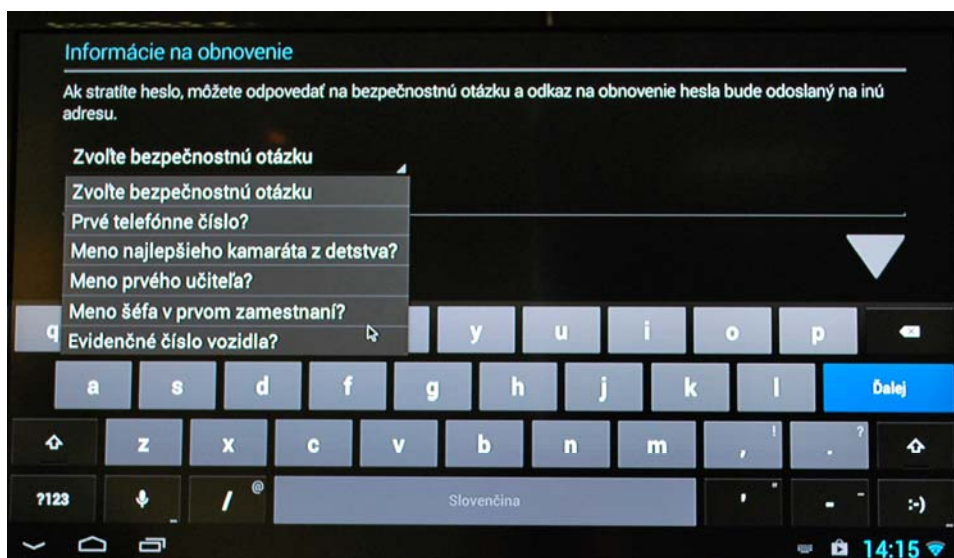 Informácie na obnovenie
Ak stratíte heslo, môžete odpovedať na bezpečnostnú otázku a odkaz na obnovenie hesla bude odoslaný na inú
adresu.
Zvoľte bezpečnostnú otázku
Zvoľte bezpečnostnú otázku
Prvé telefónne číslo?
Meno najlepšieho kamaráta z detstva?
Meno prvého učiteľa?
Meno šéfa v prvom zamestnaní?
Evidenčné číslo vozidla?
q y u i o p
a s d f g h j k l Ďalej
z x c v b n m , ! . ?
?123 / @ Slovenčina ' " - _ :-)
14:15